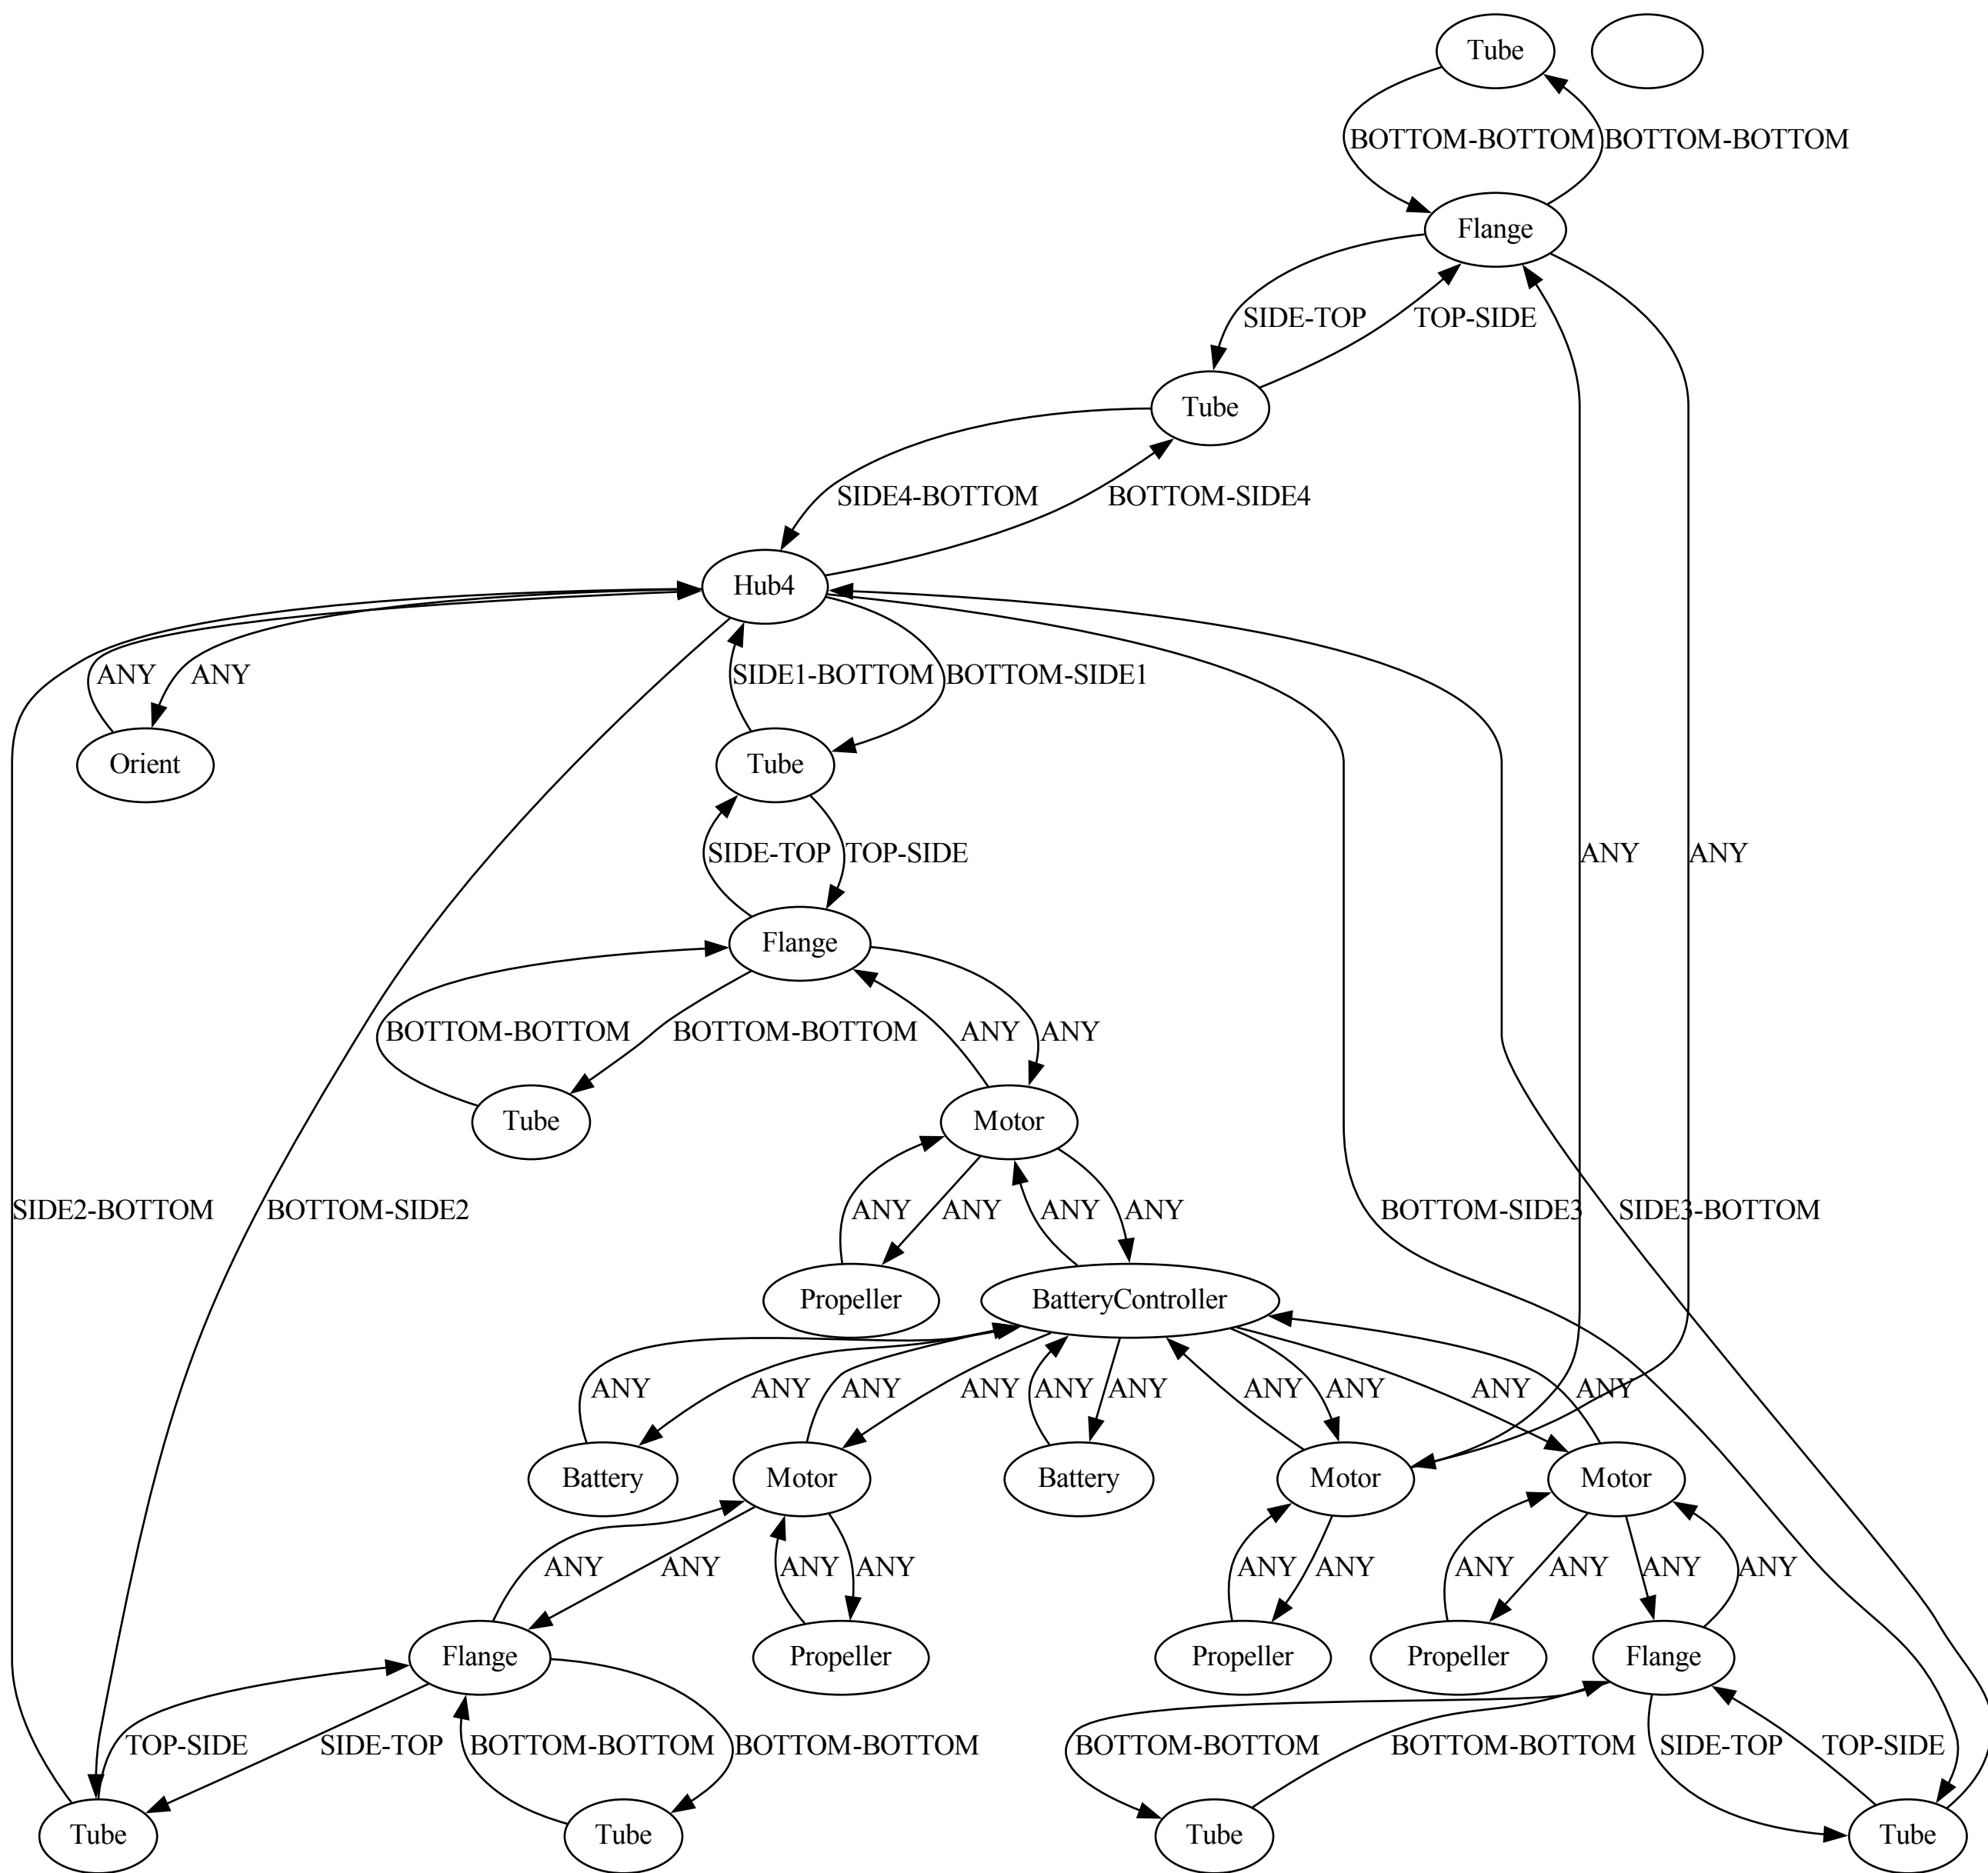 Tube
BOTTOM-BOTTOM
BOTTOM-BOTTOM
Flange
SIDE-TOP
TOP-SIDE
Tube
SIDE4-BOTTOM
BOTTOM-SIDE4
Hub4
ANY
ANY
SIDE1-BOTTOM
BOTTOM-SIDE1
Orient
Tube
SIDE-TOP
TOP-SIDE
ANY
ANY
Flange
BOTTOM-BOTTOM
BOTTOM-BOTTOM
ANY
ANY
Tube
Motor
SIDE2-BOTTOM
BOTTOM-SIDE2
ANY
ANY
ANY
ANY
BOTTOM-SIDE3
SIDE3-BOTTOM
Propeller
BatteryController
ANY
ANY
ANY
ANY
ANY
ANY
ANY
ANY
ANY
ANY
Battery
Motor
Battery
Motor
Motor
ANY
ANY
ANY
ANY
ANY
ANY
ANY
ANY
ANY
ANY
Flange
Propeller
Propeller
Propeller
Flange
TOP-SIDE
SIDE-TOP
BOTTOM-BOTTOM
BOTTOM-BOTTOM
BOTTOM-BOTTOM
BOTTOM-BOTTOM
SIDE-TOP
TOP-SIDE
Tube
Tube
Tube
Tube